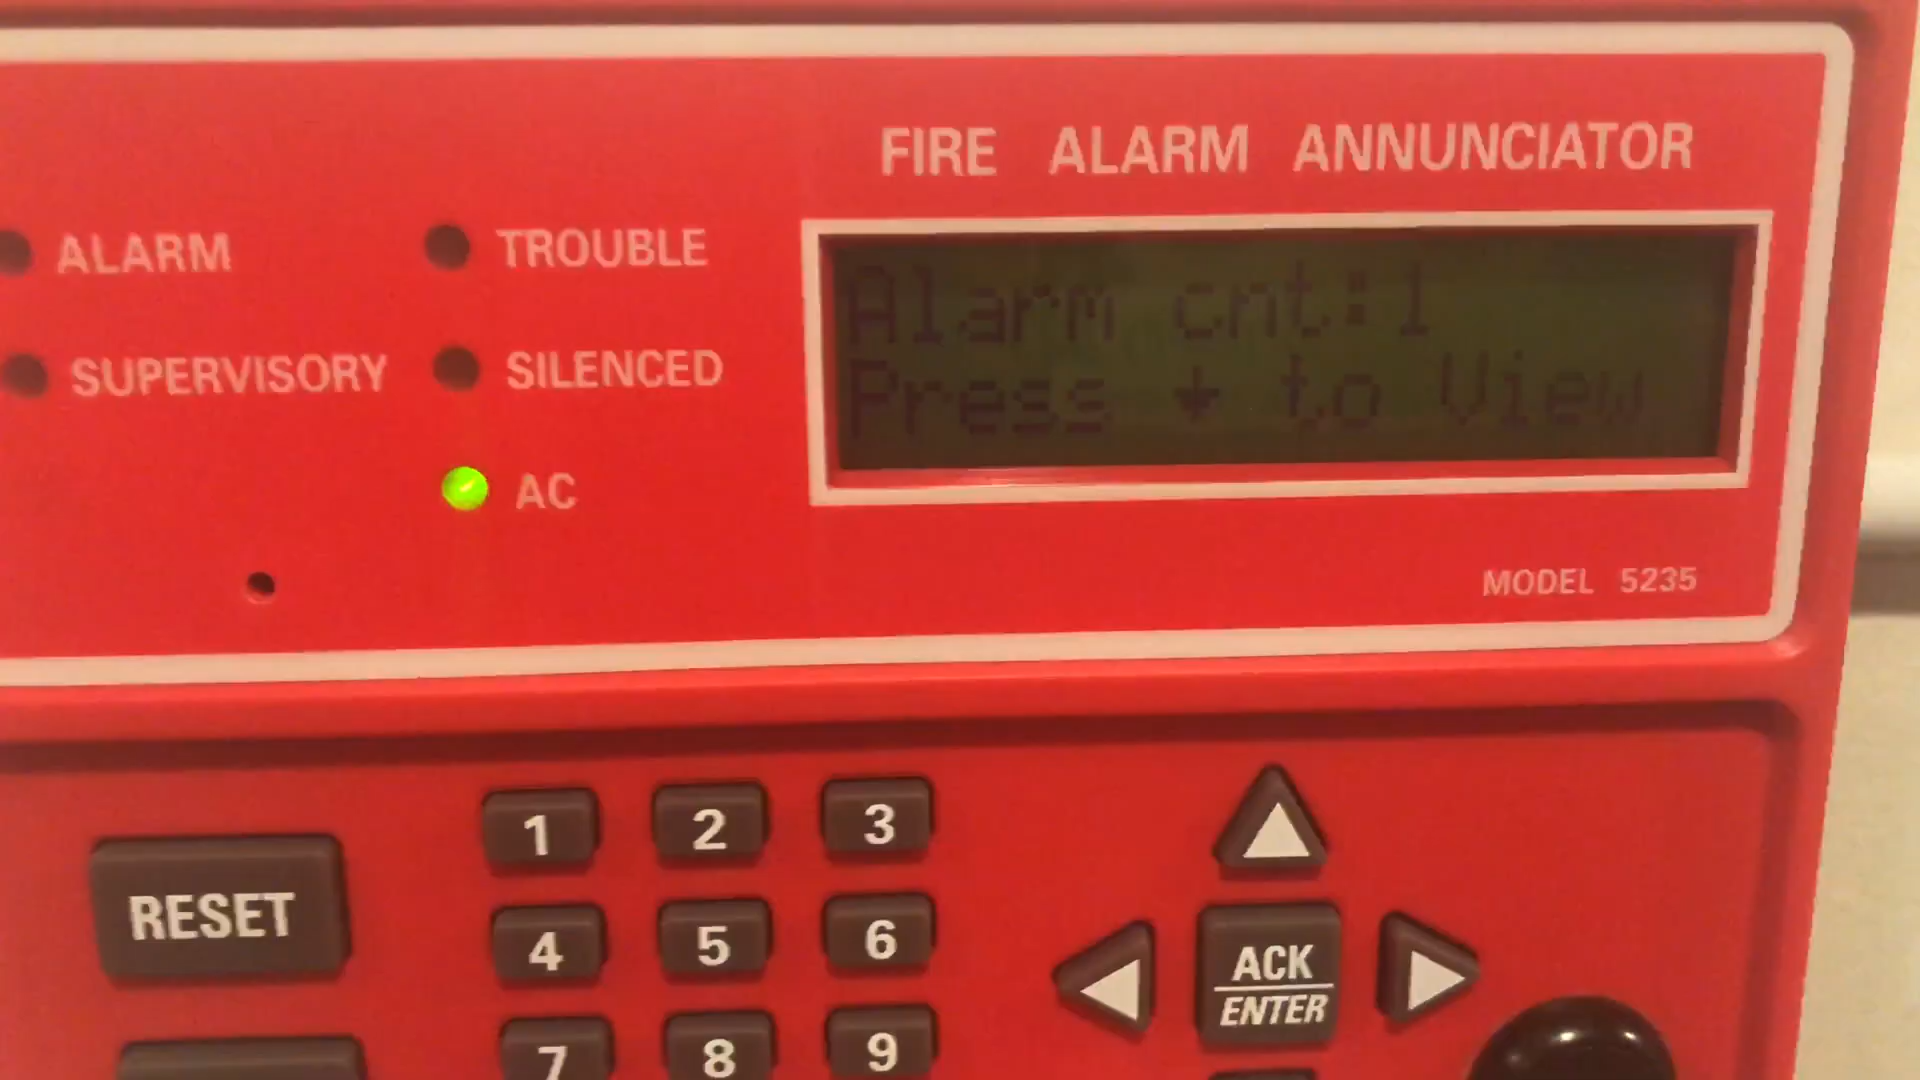 FIRE ALARM ANNUNCIATOR
ALARM
TROUBLE
SUPERVISORY
SILENCED
AC
Alarm cnt:1
Press ↓ to View
MODEL 5235
RESET
1 2 3
4 5 6
7 8 9
ACK
ENTER